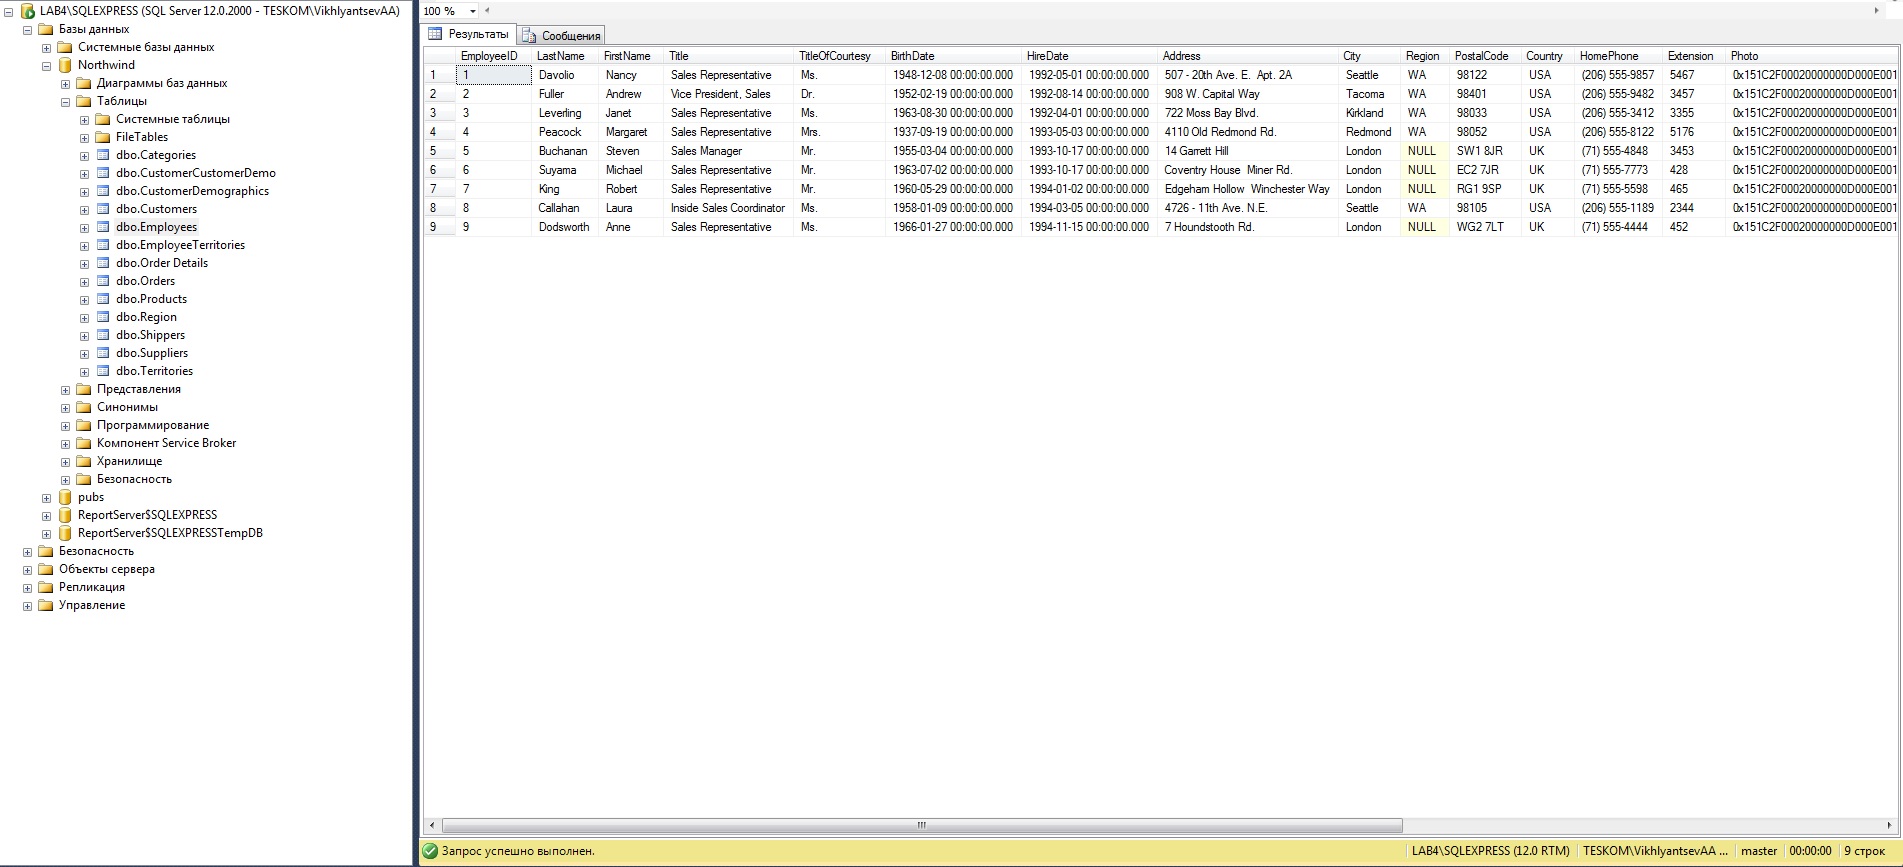 LAB4\SQLEXPRESS (SQL Server 12.0.2000 - TESKOM\VikhlyantsevAA)
Базы данных
Системные базы данных
Northwind
Диаграммы баз данных
Таблицы
Системные таблицы
FileTables
dbo.Categories
dbo.CustomerCustomerDemo
dbo.CustomerDemographics
dbo.Customers
dbo.Employees
dbo.EmployeeTerritories
dbo.Order Details
dbo.Orders
dbo.Products
dbo.Region
dbo.Shippers
dbo.Suppliers
dbo.Territories
Представления
Синонимы
Программирование
Компонент Service Broker
Хранилище
Безопасность
pubs
ReportServer$SQLEXPRESS
ReportServer$SQLEXPRESSTempDB
Безопасность
Объекты сервера
Репликация
Управление
100 %
Результаты Сообщения
EmployeeID LastName FirstName Title TitleOfCourtesy BirthDate HireDate Address City Region PostalCode Country HomePhone Extension Photo
1 1 Davolio Nancy Sales Representative Ms. 1948-12-08 00:00:00.000 1992-05-01 00:00:00.000 507 - 20th Ave. E. Apt. 2A Seattle WA 98122 USA (206) 555-9857 5467 0x151C2F00020000000D000E001
2 2 Fuller Andrew Vice President, Sales Dr. 1952-02-19 00:00:00.000 1992-08-14 00:00:00.000 908 W. Capital Way Tacoma WA 98401 USA (206) 555-9482 3457 0x151C2F00020000000D000E001
3 3 Leverling Janet Sales Representative Ms. 1963-08-30 00:00:00.000 1992-04-01 00:00:00.000 722 Moss Bay Blvd. Kirkland WA 98033 USA (206) 555-3412 3355 0x151C2F00020000000D000E001
4 4 Peacock Margaret Sales Representative Mrs. 1937-09-19 00:00:00.000 1993-05-03 00:00:00.000 4110 Old Redmond Rd. Redmond WA 98052 USA (206) 555-8122 5176 0x151C2F00020000000D000E001
5 5 Buchanan Steven Sales Manager Mr. 1955-03-04 00:00:00.000 1993-10-17 00:00:00.000 14 Garrett Hill London NULL SW1 8JR UK (71) 555-4848 3453 0x151C2F00020000000D000E001
6 6 Suyama Michael Sales Representative Mr. 1963-07-02 00:00:00.000 1993-10-17 00:00:00.000 Coventry House Miner Rd. London NULL EC2 7JR UK (71) 555-7773 428 0x151C2F00020000000D000E001
7 7 King Robert Sales Representative Mr. 1960-05-29 00:00:00.000 1994-01-02 00:00:00.000 Edgeham Hollow Winchester Way London NULL RG1 9SP UK (71) 555-5598 465 0x151C2F00020000000D000E001
8 8 Callahan Laura Inside Sales Coordinator Ms. 1958-01-09 00:00:00.000 1994-03-05 00:00:00.000 4726 - 11th Ave. N.E. Seattle WA 98105 USA (206) 555-1189 2344 0x151C2F00020000000D000E001
9 9 Dodsworth Anne Sales Representative Ms. 1966-01-27 00:00:00.000 1994-11-15 00:00:00.000 7 Houndstooth Rd. London NULL WG2 7LT UK (71) 555-4444 452 0x151C2F00020000000D000E001
Запрос успешно выполнен. LAB4\SQLEXPRESS (12.0 RTM) TESKOM\VikhlyantsevAA ... master 00:00:00 9 строк